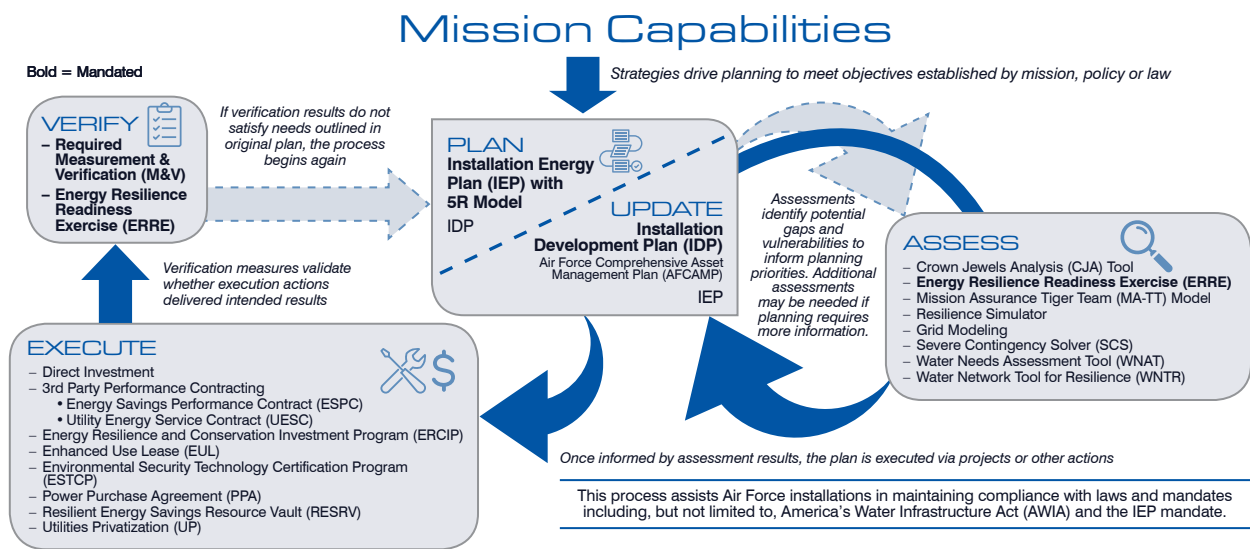 Mission Capabilities
Bold = Mandated
Strategies drive planning to meet objectives established by mission, policy or law
VERIFY
– Required
Measurement &
Verification (M&V)
– Energy Resilience
Readiness
Exercise (ERRE)
If verification results do not
satisfy needs outlined in
original plan, the process
begins again
PLAN
Installation Energy
Plan (IEP) with
5R Model
IDP
UPDATE
Installation
Development Plan (IDP)
Air Force Comprehensive Asset
Management Plan (AFCAMP)
IEP
Assessments
identify potential
gaps and
vulnerabilities to
inform planning
priorities. Additional
assessments
may be needed if
planning requires
more information.
ASSESS
– Crown Jewels Analysis (CJA) Tool
– Energy Resilience Readiness Exercise (ERRE)
– Mission Assurance Tiger Team (MA-TT) Model
– Resilience Simulator
– Grid Modeling
– Severe Contingency Solver (SCS)
– Water Needs Assessment Tool (WNAT)
– Water Network Tool for Resilience (WNTR)
Verification measures validate
whether execution actions
delivered intended results
EXECUTE
– Direct Investment
– 3rd Party Performance Contracting
• Energy Savings Performance Contract (ESPC)
• Utility Energy Service Contract (UESC)
– Energy Resilience and Conservation Investment Program (ERCIP)
– Enhanced Use Lease (EUL)
– Environmental Security Technology Certification Program
(ESTCP)
– Power Purchase Agreement (PPA)
– Resilient Energy Savings Resource Vault (RESRV)
– Utilities Privatization (UP)
$
Once informed by assessment results, the plan is executed via projects or other actions
This process assists Air Force installations in maintaining compliance with laws and mandates
including, but not limited to, America's Water Infrastructure Act (AWIA) and the IEP mandate.